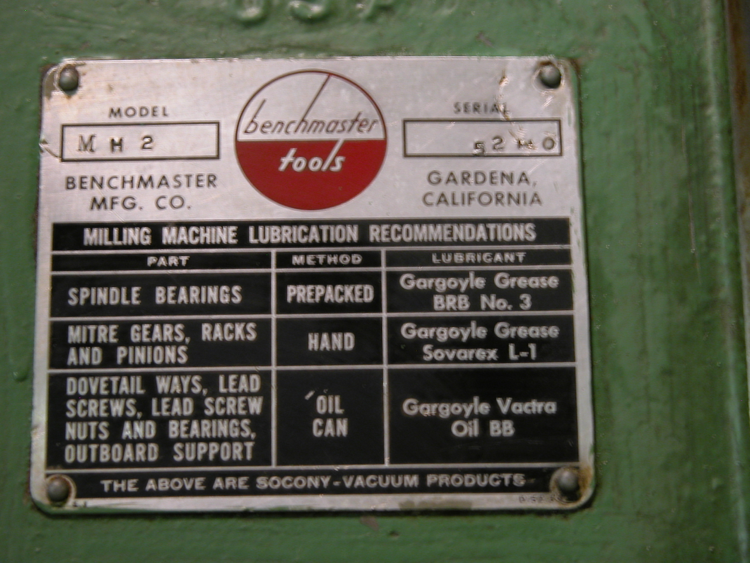 USA
MODEL
MH2
BENCHMASTER
MFG. CO.
benchmaster
tools
SERIAL
GARDENA,
CALIFORNIA
MILLING MACHINE LUBRICATION RECOMMENDATIONS
PART METHOD LUBRICANT
SPINDLE BEARINGS PREPACKED Gargoyle Grease
BRB No. 3
MITRE GEARS, RACKS
AND PINIONS
HAND
Gargoyle Grease
Sovarex L-1
DOVETAIL WAYS, LEAD
SCREWS, LEAD SCREW
NUTS AND BEARINGS,
OUTBOARD SUPPORT
OIL
CAN
Gargoyle Vactra
Oil BB
THE ABOVE ARE SOCONY-VACUUM PRODUCTS